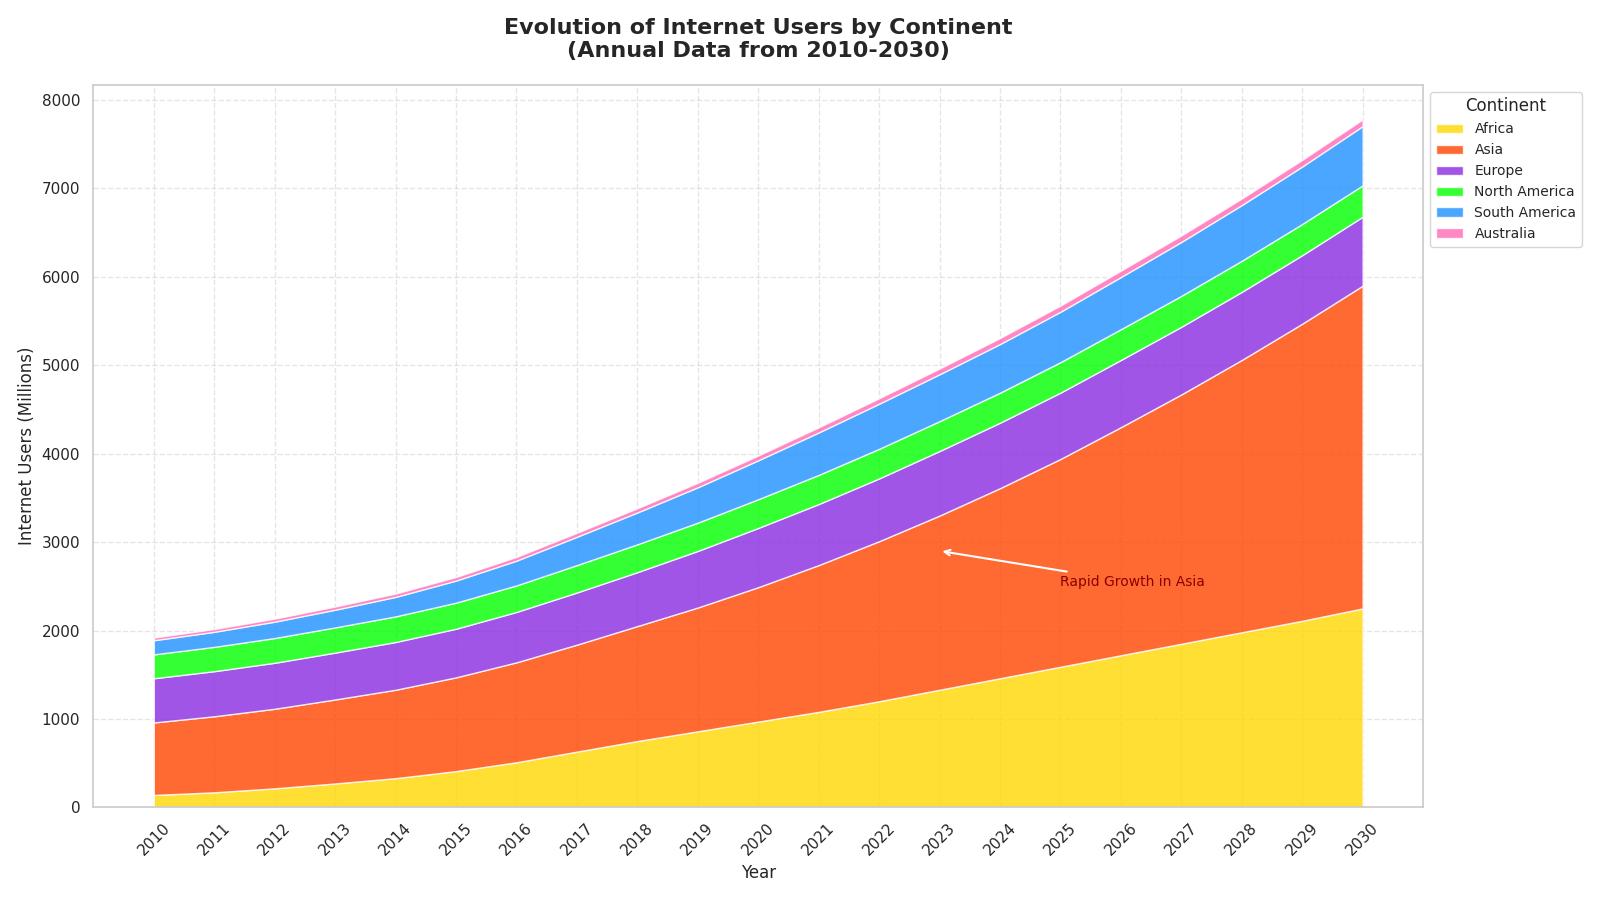 Evolution of Internet Users by Continent
(Annual Data from 2010-2030)
Internet Users (Millions)
8000
7000
6000
5000
4000
3000
2000
1000
0
Rapid Growth in Asia
2010
2011
2012
2013
2014
2015
2016
2017
2018
2019
2020
2021
2022
2023
2024
2025
2026
2027
2028
2029
2030
Year
Continent
Africa
Asia
Europe
North America
South America
Australia